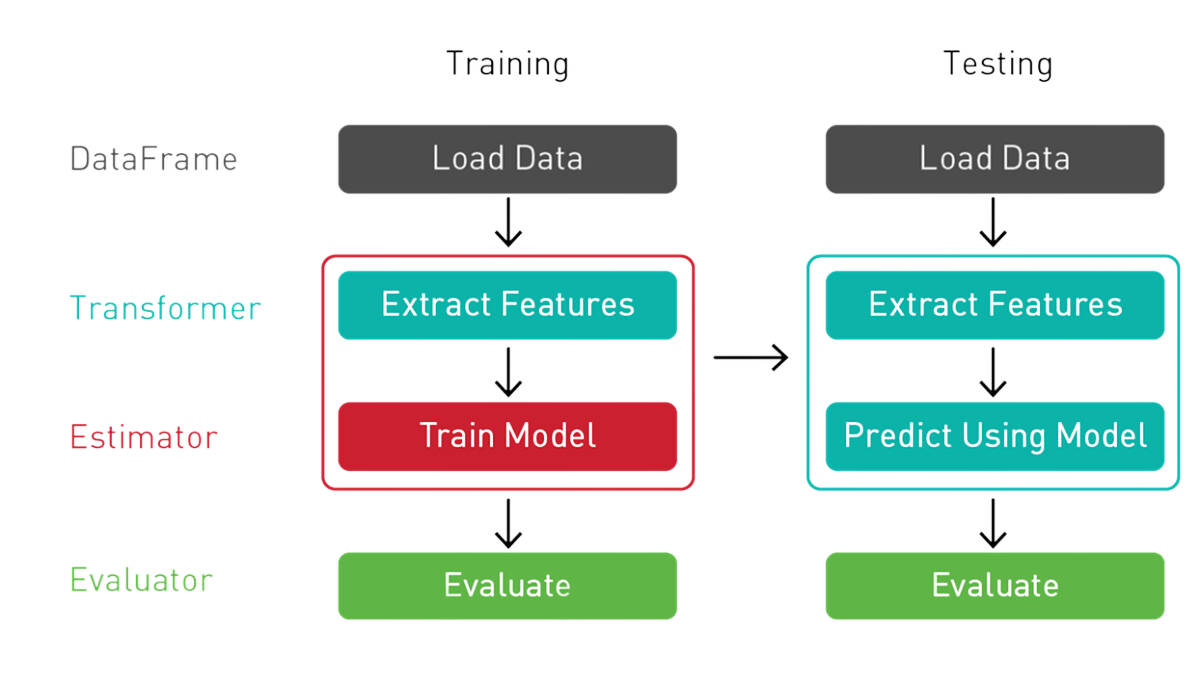 Training
Testing
DataFrame
Load Data
Load Data
Transformer
Extract Features
Extract Features
Estimator
Train Model
Predict Using Model
Evaluator
Evaluate
Evaluate